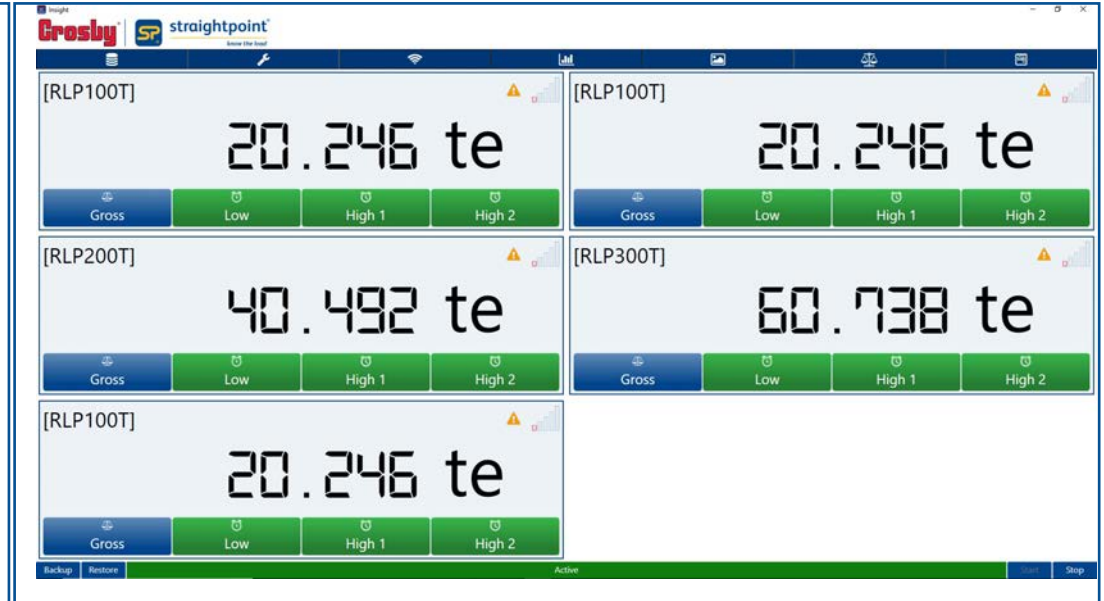 Insight
Crosby SP straightpoint
know the load
[RLP100T]
20.246 te
Gross Low High 1 High 2
[RLP100T]
20.246 te
Gross Low High 1 High 2
[RLP200T]
40.492 te
Gross Low High 1 High 2
[RLP300T]
60.738 te
Gross Low High 1 High 2
[RLP100T]
20.246 te
Gross Low High 1 High 2
Backup Restore Active Start Stop